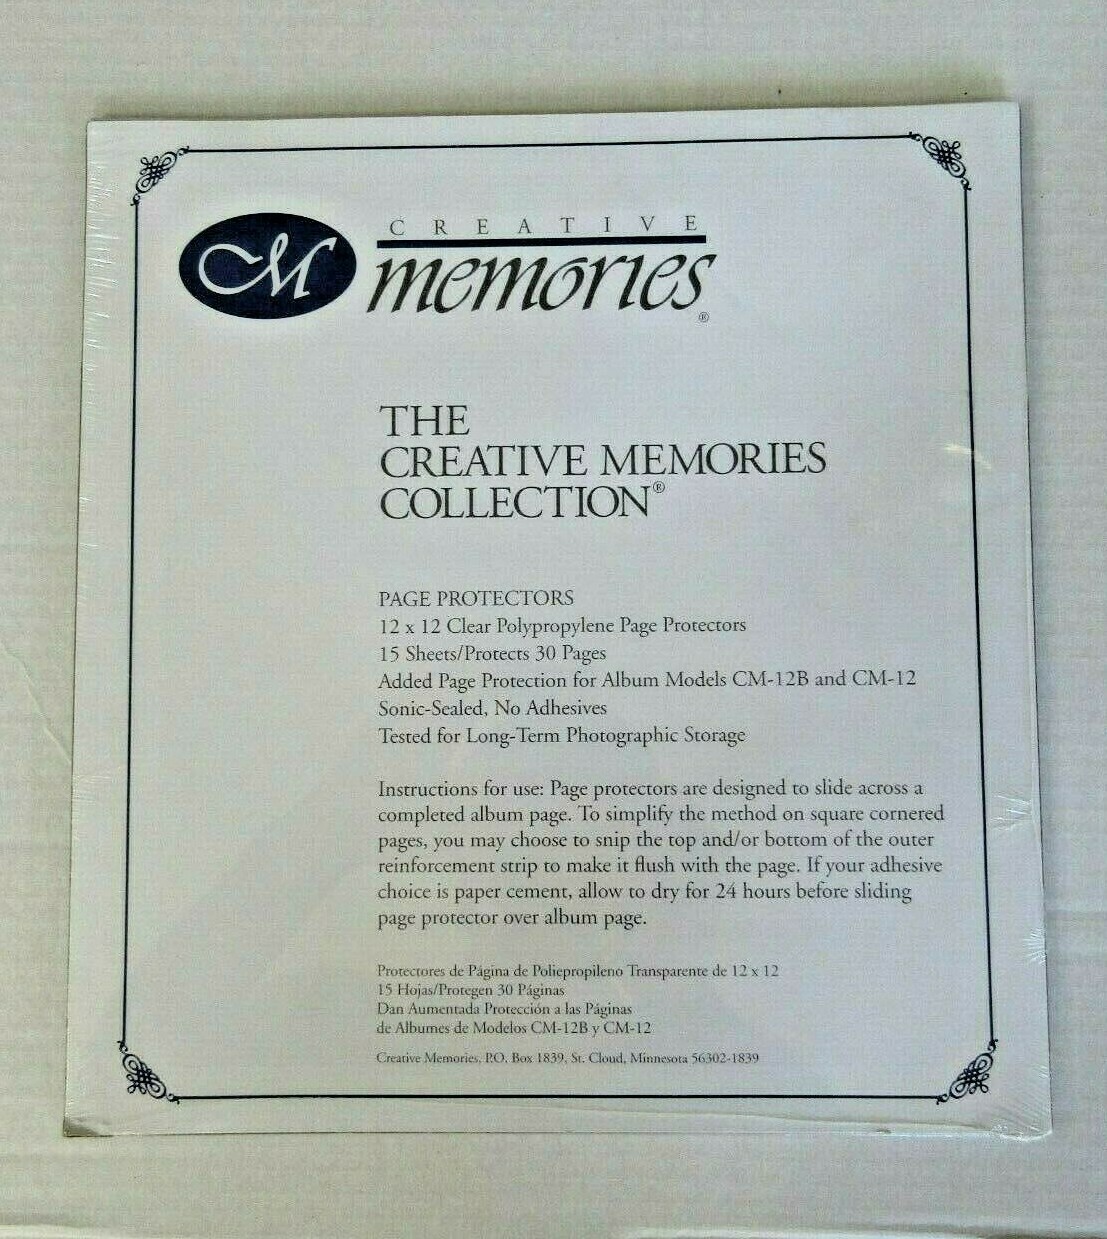 CM
CREATIVE
memories®
THE
CREATIVE MEMORIES
COLLECTION®
PAGE PROTECTORS
12 x 12 Clear Polypropylene Page Protectors
15 Sheets/Protects 30 Pages
Added Page Protection for Album Models CM-12B and CM-12
Sonic-Sealed, No Adhesives
Tested for Long-Term Photographic Storage
Instructions for use: Page protectors are designed to slide across a
completed album page. To simplify the method on square cornered
pages, you may choose to snip the top and/or bottom of the outer
reinforcement strip to make it flush with the page. If your adhesive
choice is paper cement, allow to dry for 24 hours before sliding
page protector over album page.
Protectores de Página de Poliepropileno Transparente de 12 x 12
15 Hojas/Protegen 30 Páginas
Dan Aumentada Protección a las Páginas
de Albumes de Modelos CM-12B y CM-12
Creative Memories, P.O. Box 1839, St. Cloud, Minnesota 56302-1839